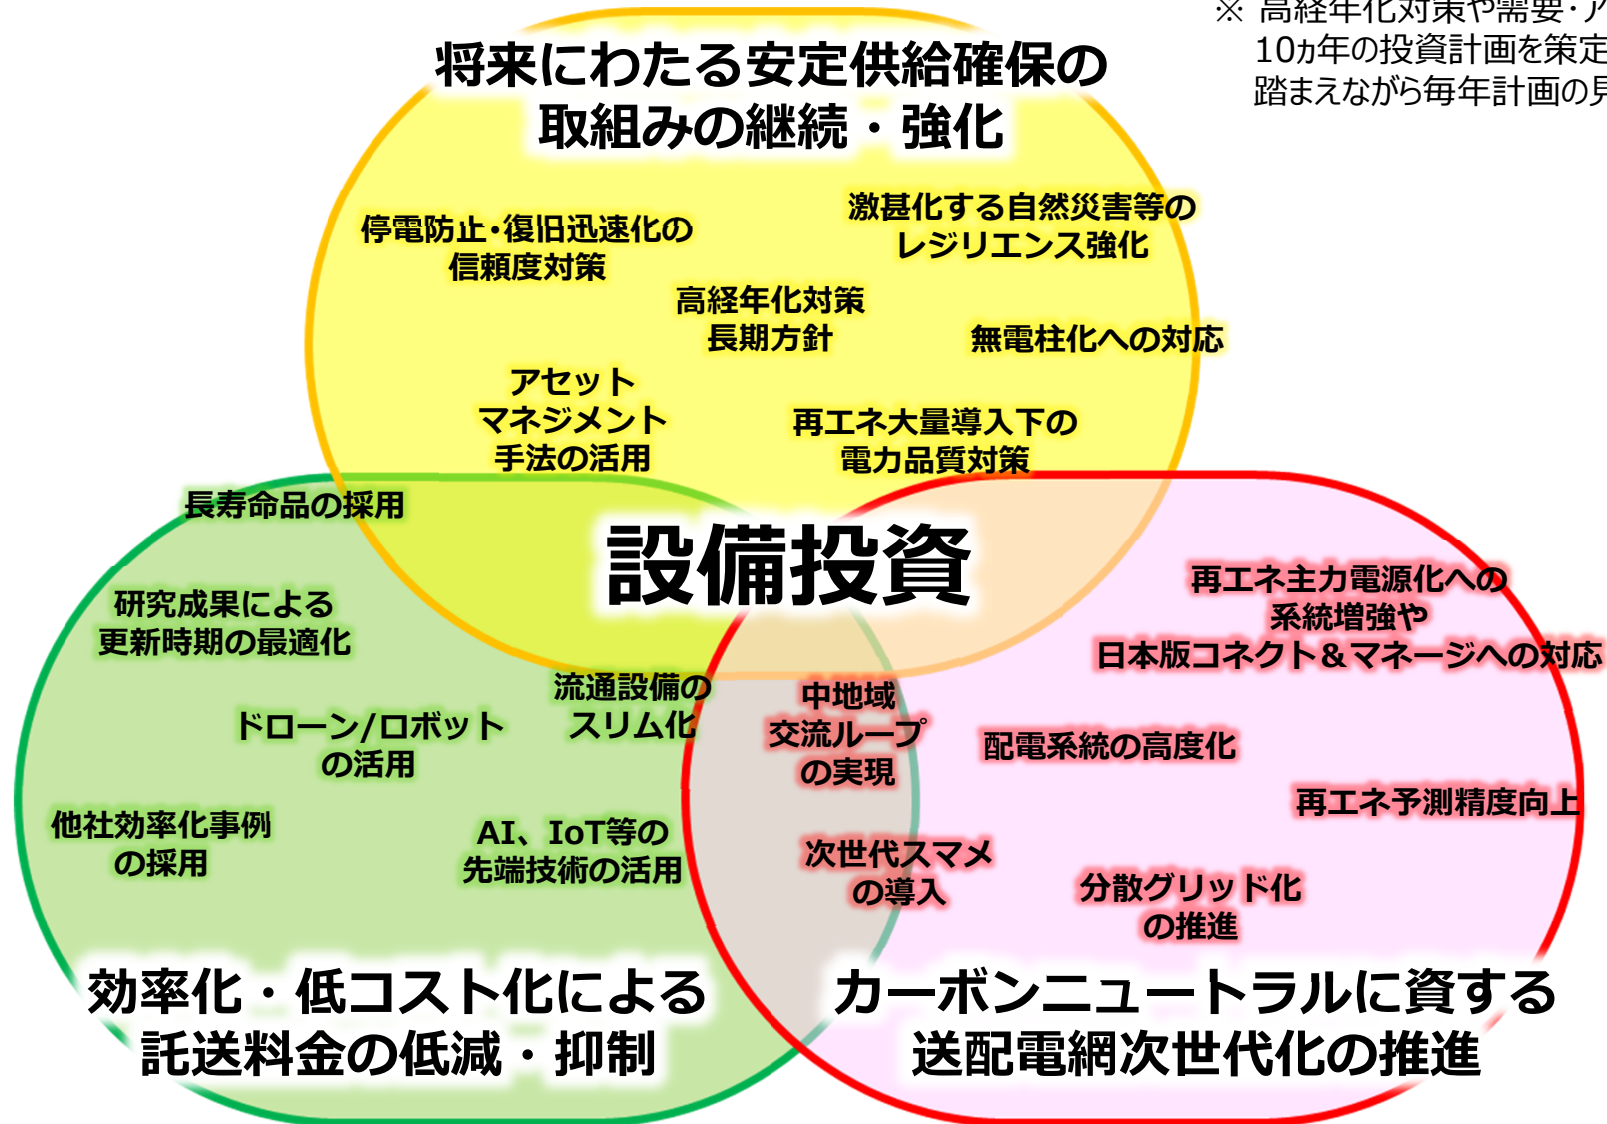 ※ 高経年化対策や需要・ア
10ヵ年の投資計画を策定
踏まえながら毎年計画の見
将来にわたる安定供給確保の
取組みの継続・強化
停電防止・復旧迅速化の
信頼度対策
激甚化する自然災害等の
レジリエンス強化
高経年化対策
長期方針
無電柱化への対応
アセット
マネジメント
手法の活用
再エネ大量導入下の
電力品質対策
設備投資
長寿命品の採用
研究成果による
更新時期の最適化
流通設備の
スリム化
ドローン/ロボット
の活用
他社効率化事例
の採用
AI、IoT等の
先端技術の活用
効率化・低コスト化による
託送料金の低減・抑制
中地域
交流ループ
の実現
次世代スマメ
の導入
再エネ主力電源化への
系統増強や
日本版コネクト＆マネージへの対応
配電系統の高度化
再エネ予測精度向上
分散グリッド化
の推進
カーボンニュートラルに資する
送配電網次世代化の推進